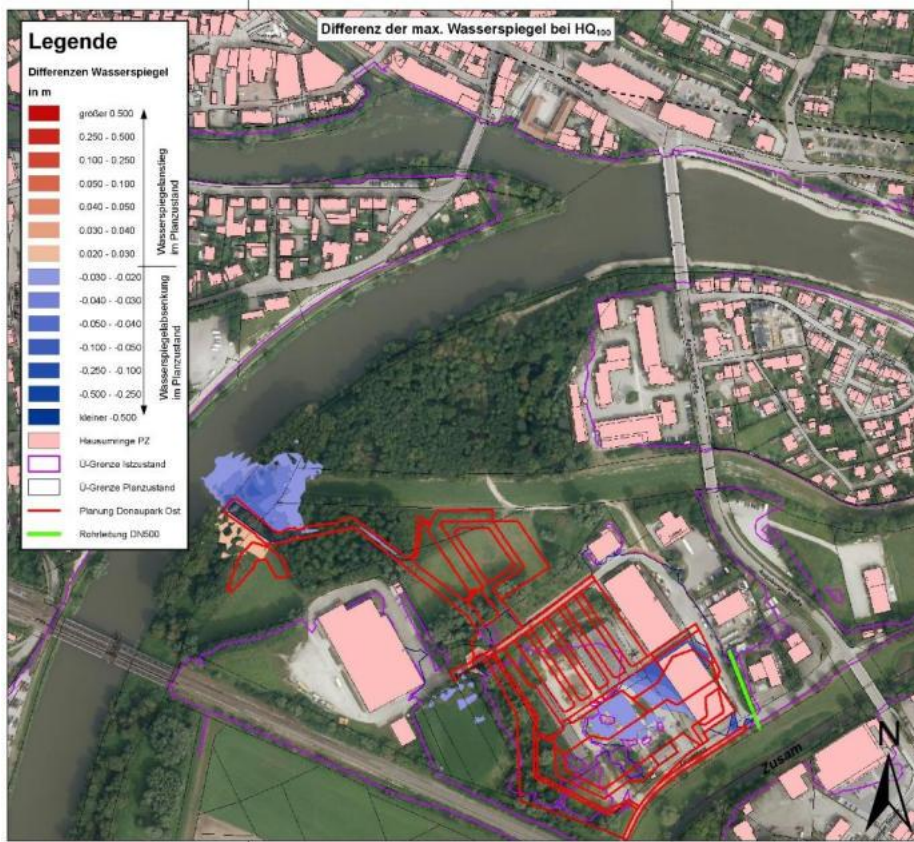 Differenz der max. Wasserspiegel bei HQ100
Legende
Differenzen Wasserspiegel
in m
größer 0.500
0.250 - 0.500
0.100 - 0.250
0.050 - 0.100
0.040 - 0.050
0.030 - 0.040
0.020 - 0.030
-0.030 - -0.020
-0.040 - -0.030
-0.050 - -0.040
-0.100 - -0.050
-0.250 - -0.100
-0.500 - -0.250
kleiner -0.500
Wasserspiegelanstieg
im Planzustand
Wasserspiegelabsenkung
im Planzustand
Hausumringe PZ
Ü-Grenze Istzustand
Ü-Grenze Planzustand
Planung Donaupark Ost
Rohrleitung DN500
Zusam
N